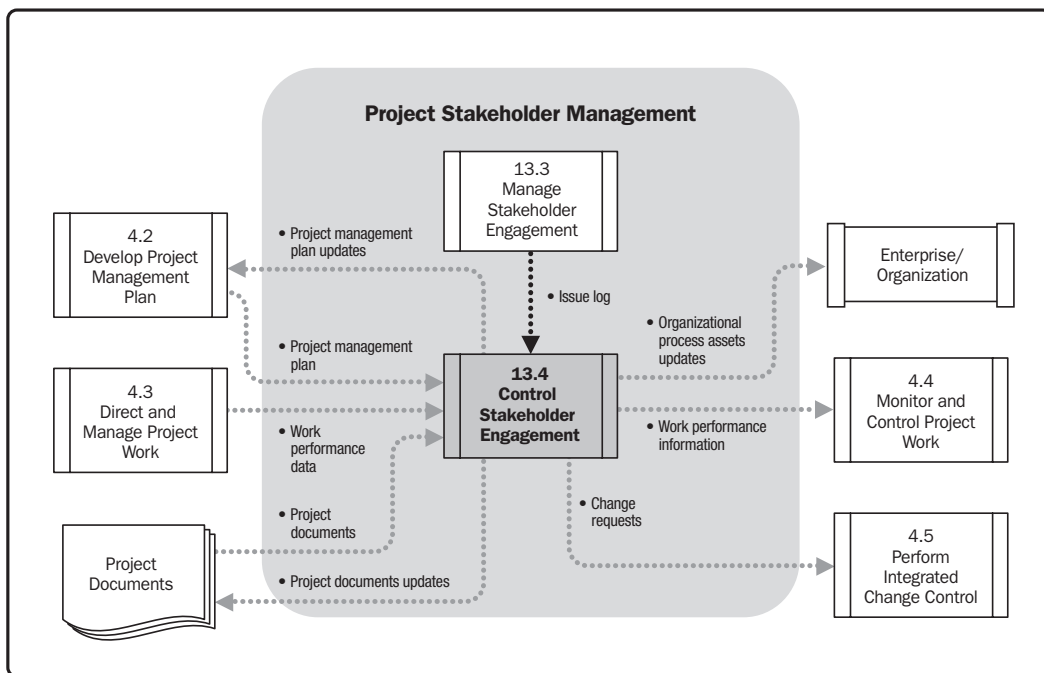 Project Stakeholder Management
13.3
Manage
Stakeholder
Engagement
4.2
Develop Project
Management
Plan
• Project management
plan updates
Enterprise/
Organization
• Issue log
• Organizational
process assets
updates
• Project management
plan
13.4
Control
Stakeholder
Engagement
4.3
Direct and
Manage Project
Work
• Work
performance
data
• Work performance
information
4.4
Monitor and
Control Project
Work
• Change
requests
• Project
documents
Project
Documents
• Project documents updates
4.5
Perform
Integrated
Change Control